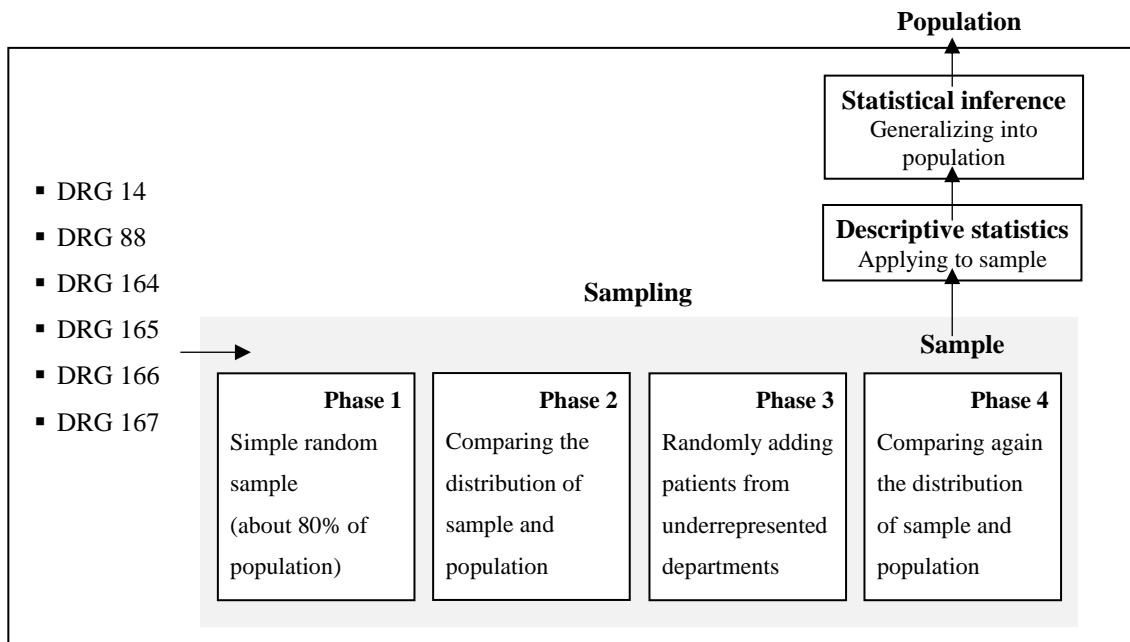 Population
Statistical inference
Generalizing into
population
Descriptive statistics
Applying to sample
▪ DRG 14
▪ DRG 88
▪ DRG 164
▪ DRG 165
▪ DRG 166
▪ DRG 167
Sampling
Sample
Phase 1
Simple random
sample
(about 80% of
population)
Phase 2
Comparing the
distribution of
sample and
population
Phase 3
Randomly adding
patients from
underrepresented
departments
Phase 4
Comparing again
the distribution
of sample and
population